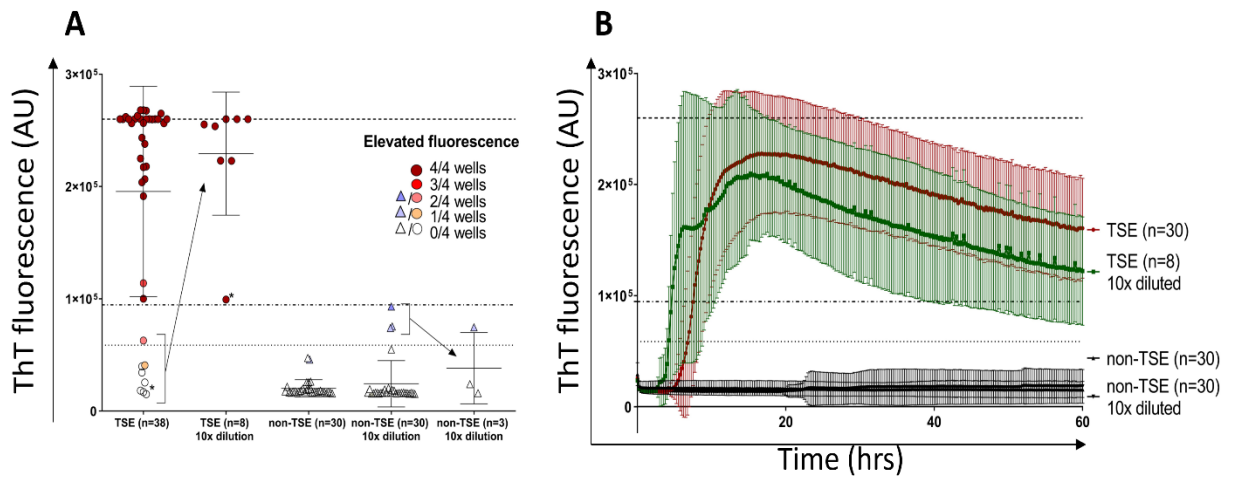 A
B
ThT fluorescence (AU)
3×10⁵
2×10⁵
1×10⁵
0
Elevated fluorescence
4/4 wells
3/4 wells
/ 2/4 wells
/ 1/4 wells
/ 0/4 wells
*
*
TSE (n=38)
TSE (n=8)
10x dilution
non-TSE (n=30)
non-TSE (n=30)
10x dilution
non-TSE (n=3)
10x dilution
ThT fluorescence (AU)
3×10⁵
2×10⁵
1×10⁵
0
20
40
60
Time (hrs)
TSE (n=30)
TSE (n=8)
10x diluted
non-TSE (n=30)
non-TSE (n=30)
10x diluted